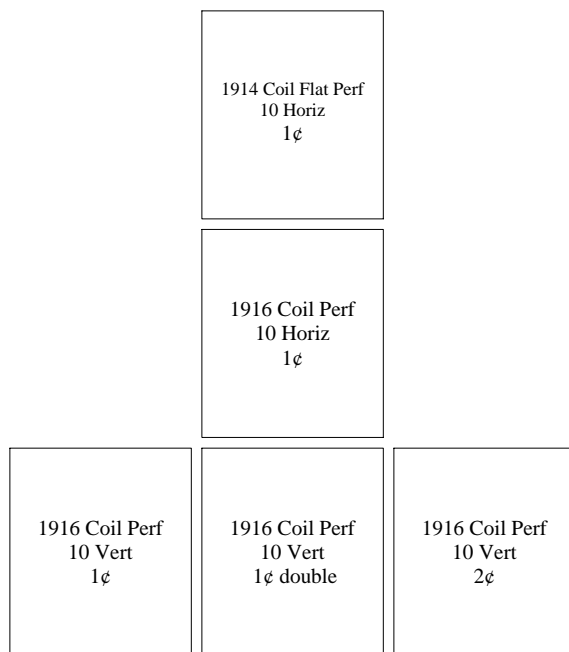 1914 Coil Flat Perf
10 Horiz
1¢
1916 Coil Perf
10 Horiz
1¢
1916 Coil Perf
10 Vert
1¢
1916 Coil Perf
10 Vert
1¢ double
1916 Coil Perf
10 Vert
2¢